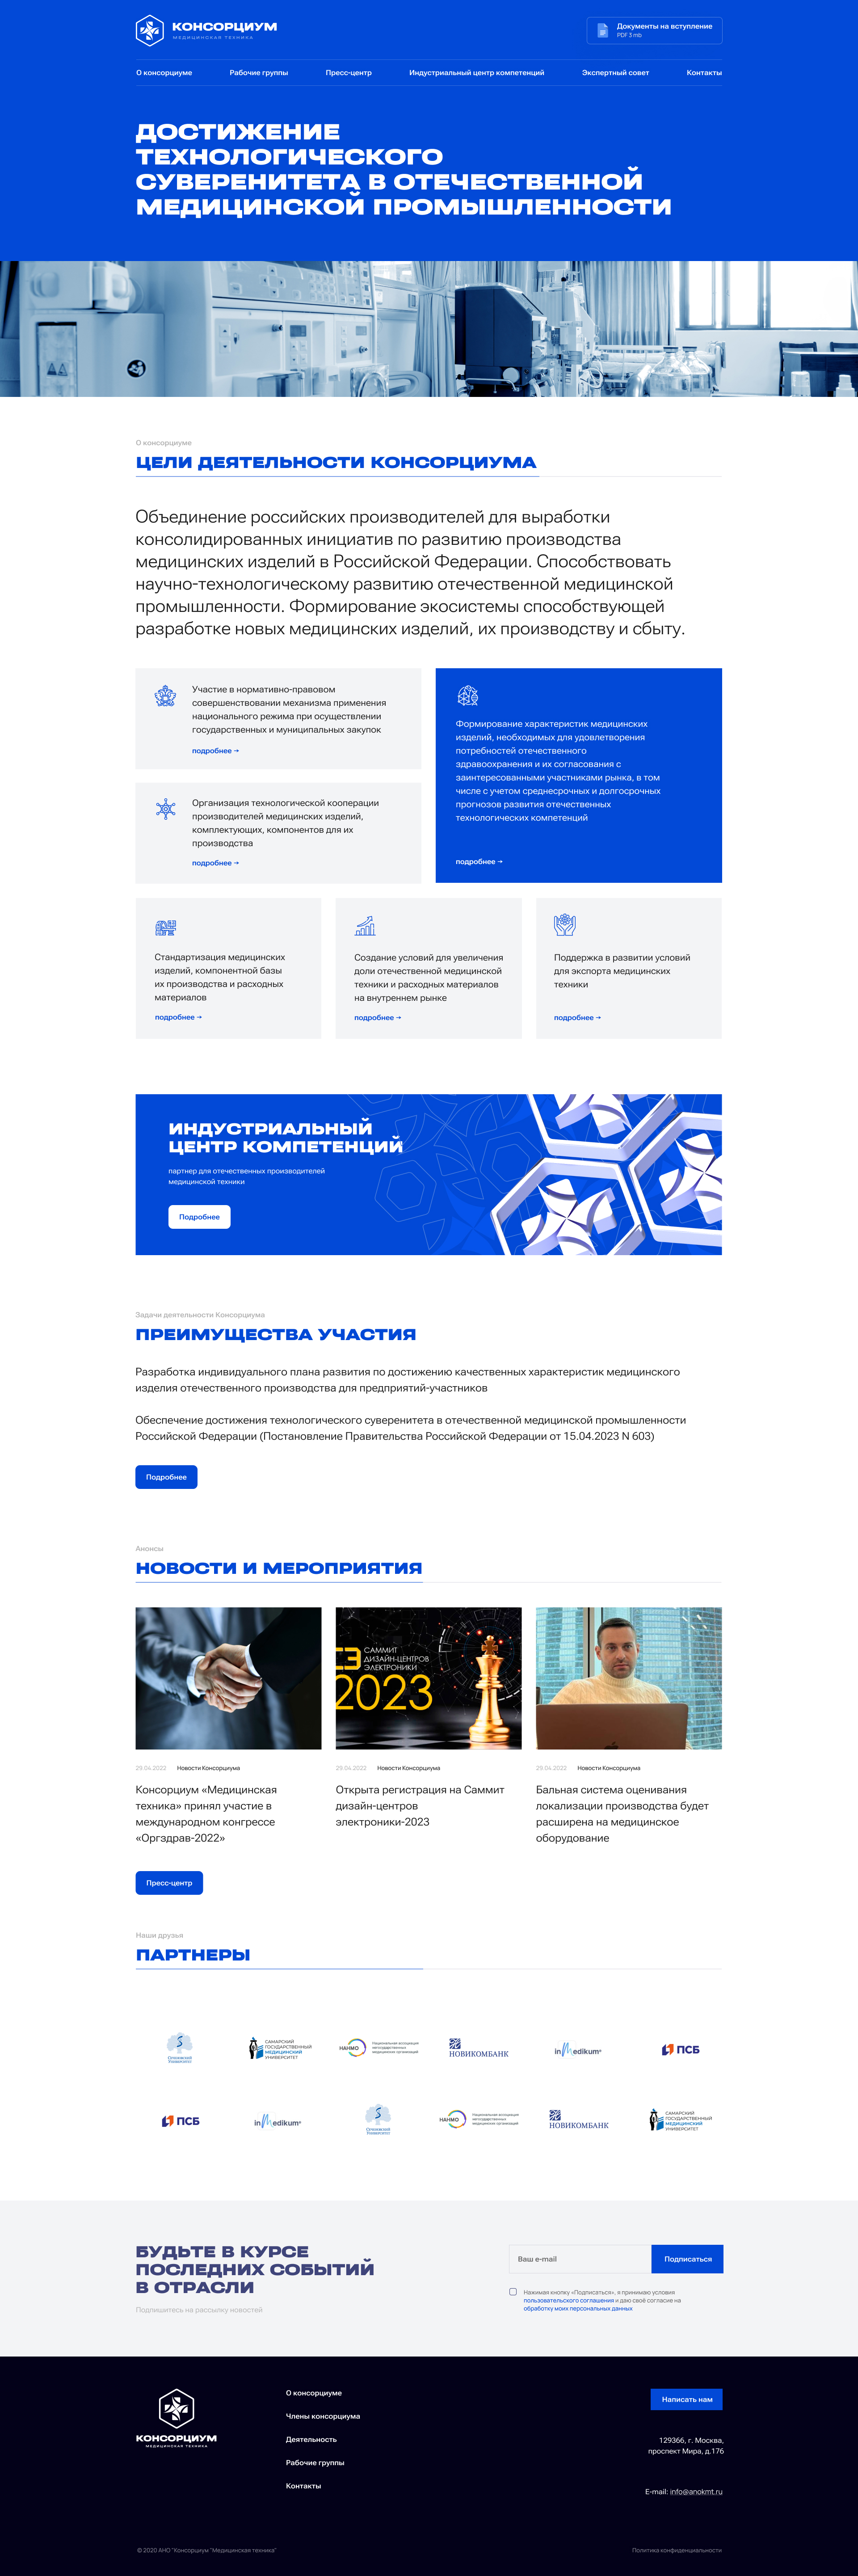 КОНСОРЦИУМ
МЕДИЦИНСКАЯ ТЕХНИКА
Документы на вступление
PDF 3 mb
О консорциуме
Рабочие группы
Пресс-центр
Индустриальный центр компетенций
Экспертный совет
Контакты
ДОСТИЖЕНИЕ
ТЕХНОЛОГИЧЕСКОГО
СУВЕРЕНИТЕТА В ОТЕЧЕСТВЕННОЙ
МЕДИЦИНСКОЙ ПРОМЫШЛЕННОСТИ
О консорциуме
ЦЕЛИ ДЕЯТЕЛЬНОСТИ КОНСОРЦИУМА
Объединение российских производителей для выработки
консолидированных инициатив по развитию производства
медицинских изделий в Российской Федерации. Способствовать
научно-технологическому развитию отечественной медицинской
промышленности. Формирование экосистемы способствующей
разработке новых медицинских изделий, их производству и сбыту.
Участие в нормативно-правовом
совершенствовании механизма применения
национального режима при осуществлении
государственных и муниципальных закупок
подробнее →
Организация технологической кооперации
производителей медицинских изделий,
комплектующих, компонентов для их
производства
подробнее →
Формирование характеристик медицинских
изделий, необходимых для удовлетворения
потребностей отечественного
здравоохранения и их согласования с
заинтересованными участниками рынка, в том
числе с учетом среднесрочных и долгосрочных
прогнозов развития отечественных
технологических компетенций
подробнее →
Стандартизация медицинских
изделий, компонентной базы
их производства и расходных
материалов
подробнее →
Создание условий для увеличения
доли отечественной медицинской
техники и расходных материалов
на внутреннем рынке
подробнее →
Поддержка в развитии условий
для экспорта медицинских
техники
подробнее →
ИНДУСТРИАЛЬНЫЙ
ЦЕНТР КОМПЕТЕНЦИЙ
партнер для отечественных производителей
медицинской техники
Подробнее
Задачи деятельности Консорциума
ПРЕИМУЩЕСТВА УЧАСТИЯ
Разработка индивидуального плана развития по достижению качественных характеристик медицинского
изделия отечественного производства для предприятий-участников
Обеспечение достижения технологического суверенитета в отечественной медицинской промышленности
Российской Федерации (Постановление Правительства Российской Федерации от 15.04.2023 N 603)
Подробнее
Анонсы
НОВОСТИ И МЕРОПРИЯТИЯ
САММИТ
ДИЗАЙН-ЦЕНТРОВ
ЭЛЕКТРОНИКИ
2023
29.04.2022 Новости Консорциума
Консорциум «Медицинская
техника» принял участие в
международном конгрессе
«Оргздрав-2022»
29.04.2022 Новости Консорциума
Открыта регистрация на Саммит
дизайн-центров
электроники-2023
29.04.2022 Новости Консорциума
Бальная система оценивания
локализации производства будет
расширена на медицинское
оборудование
Пресс-центр
Наши друзья
ПАРТНЕРЫ
Сеченовский
Университет
САМАРСКИЙ
ГОСУДАРСТВЕННЫЙ
МЕДИЦИНСКИЙ
УНИВЕРСИТЕТ
НАНМО
Национальная ассоциация
негосударственных
медицинских организаций
НОВИКОМБАНК
inMedikum
ПСБ
ПСБ
inMedikum
Сеченовский
Университет
НАНМО
Национальная ассоциация
негосударственных
медицинских организаций
НОВИКОМБАНК
САМАРСКИЙ
ГОСУДАРСТВЕННЫЙ
МЕДИЦИНСКИЙ
УНИВЕРСИТЕТ
БУДЬТЕ В КУРСЕ
ПОСЛЕДНИХ СОБЫТИЙ
В ОТРАСЛИ
Подпишитесь на рассылку новостей
Ваш e-mail
Подписаться
Нажимая кнопку «Подписаться», я принимаю условия
пользовательского соглашения и даю своё согласие на
обработку моих персональных данных
КОНСОРЦИУМ
МЕДИЦИНСКАЯ ТЕХНИКА
О консорциуме
Члены консорциума
Деятельность
Рабочие группы
Контакты
Написать нам
129366, г. Москва,
проспект Мира, д.176
E-mail: info@anokmt.ru
© 2020 АНО "Консорциум "Медицинская техника"
Политика конфиденциальности